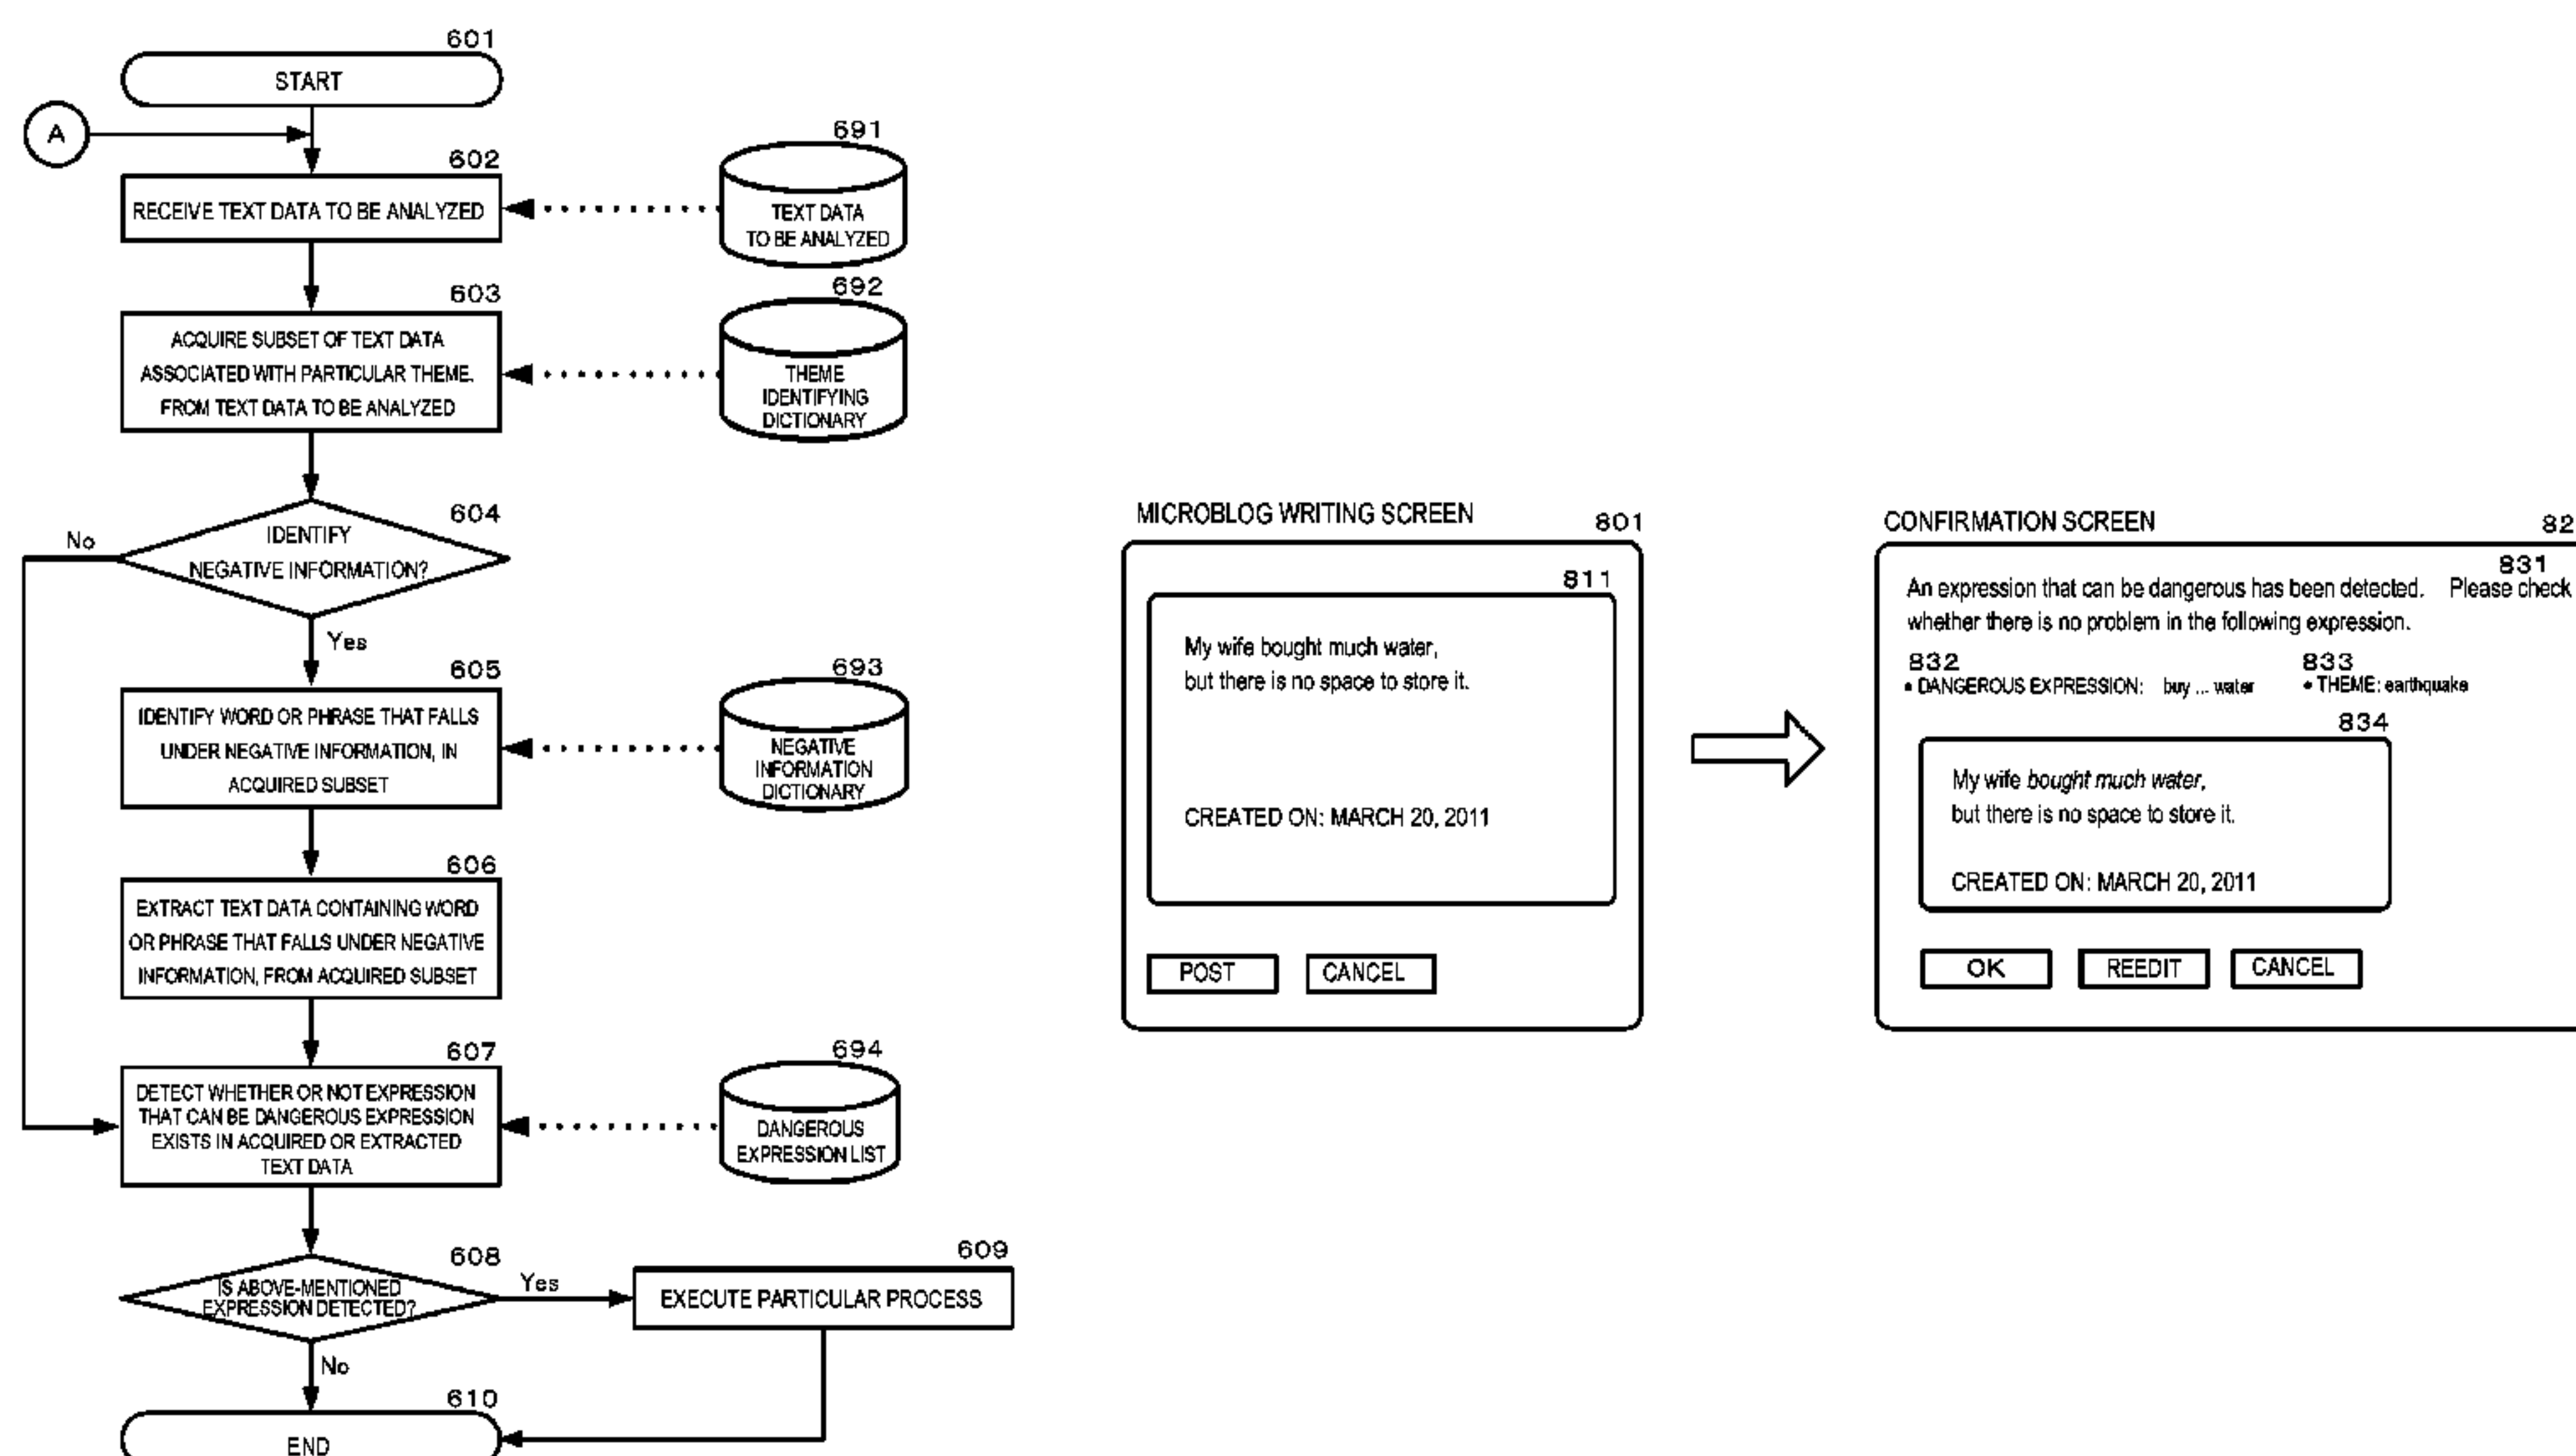 601
START
A
602
RECEIVE TEXT DATA TO BE ANALYZED
691
TEXT DATA
TO BE ANALYZED
603
ACQUIRE SUBSET OF TEXT DATA
ASSOCIATED WITH PARTICULAR THEME,
FROM TEXT DATA TO BE ANALYZED
692
THEME
IDENTIFYING
DICTIONARY
604
IDENTIFY
NEGATIVE INFORMATION?
No
Yes
605
IDENTIFY WORD OR PHRASE THAT FALLS
UNDER NEGATIVE INFORMATION, IN
ACQUIRED SUBSET
693
NEGATIVE
INFORMATION
DICTIONARY
606
EXTRACT TEXT DATA CONTAINING WORD
OR PHRASE THAT FALLS UNDER NEGATIVE
INFORMATION, FROM ACQUIRED SUBSET
607
DETECT WHETHER OR NOT EXPRESSION
THAT CAN BE DANGEROUS EXPRESSION
EXISTS IN ACQUIRED OR EXTRACTED
TEXT DATA
694
DANGEROUS
EXPRESSION LIST
608
IS ABOVE-MENTIONED
EXPRESSION DETECTED?
Yes
609
EXECUTE PARTICULAR PROCESS
No
610
END
MICROBLOG WRITING SCREEN
801
811
My wife bought much water,
but there is no space to store it.
CREATED ON: MARCH 20, 2011
POST
CANCEL
CONFIRMATION SCREEN
82
831
An expression that can be dangerous has been detected. Please check
whether there is no problem in the following expression.
832
833
• DANGEROUS EXPRESSION: buy ... water
• THEME: earthquake
834
My wife bought much water,
but there is no space to store it.
CREATED ON: MARCH 20, 2011
OK
REEDIT
CANCEL